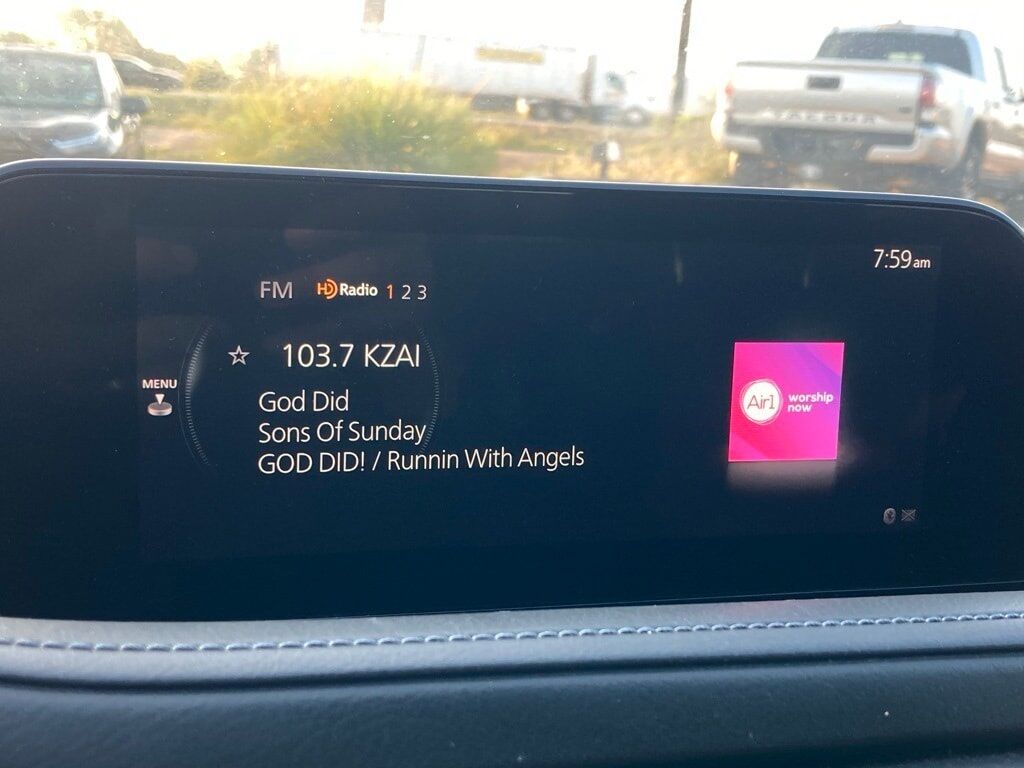 TACOMA
7:59am
FM HD Radio 1 2 3
103.7 KZAI
MENU
God Did
Sons Of Sunday
GOD DID! / Runnin With Angels
Air1 worship
now